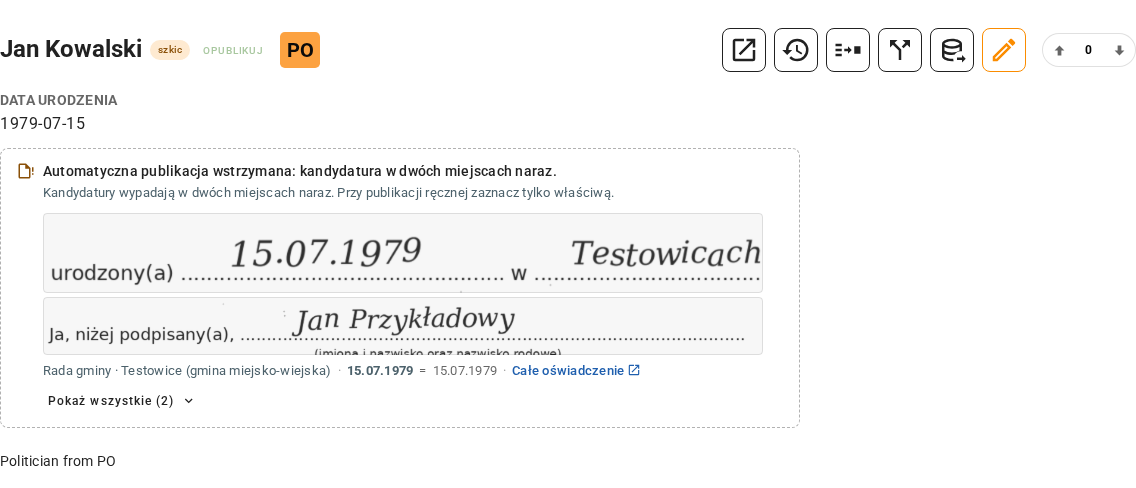 Jan Kowalski szkic OPUBLIKUJ PO 0
DATA URODZENIA
1979-07-15
Automatyczna publikacja wstrzymana: kandydatura w dwóch miejscach naraz.
Kandydatury wypadają w dwóch miejscach naraz. Przy publikacji ręcznej zaznacz tylko właściwą.
urodzony(a) 15.07.1979 w Testowicach
Ja, niżej podpisany(a), Jan Przykładowy
(imiona i nazwisko oraz nazwisko rodowe)
Rada gminy · Testowice (gmina miejsko-wiejska) · 15.07.1979 = 15.07.1979 · Całe oświadczenie
Pokaż wszystkie (2)
Politician from PO